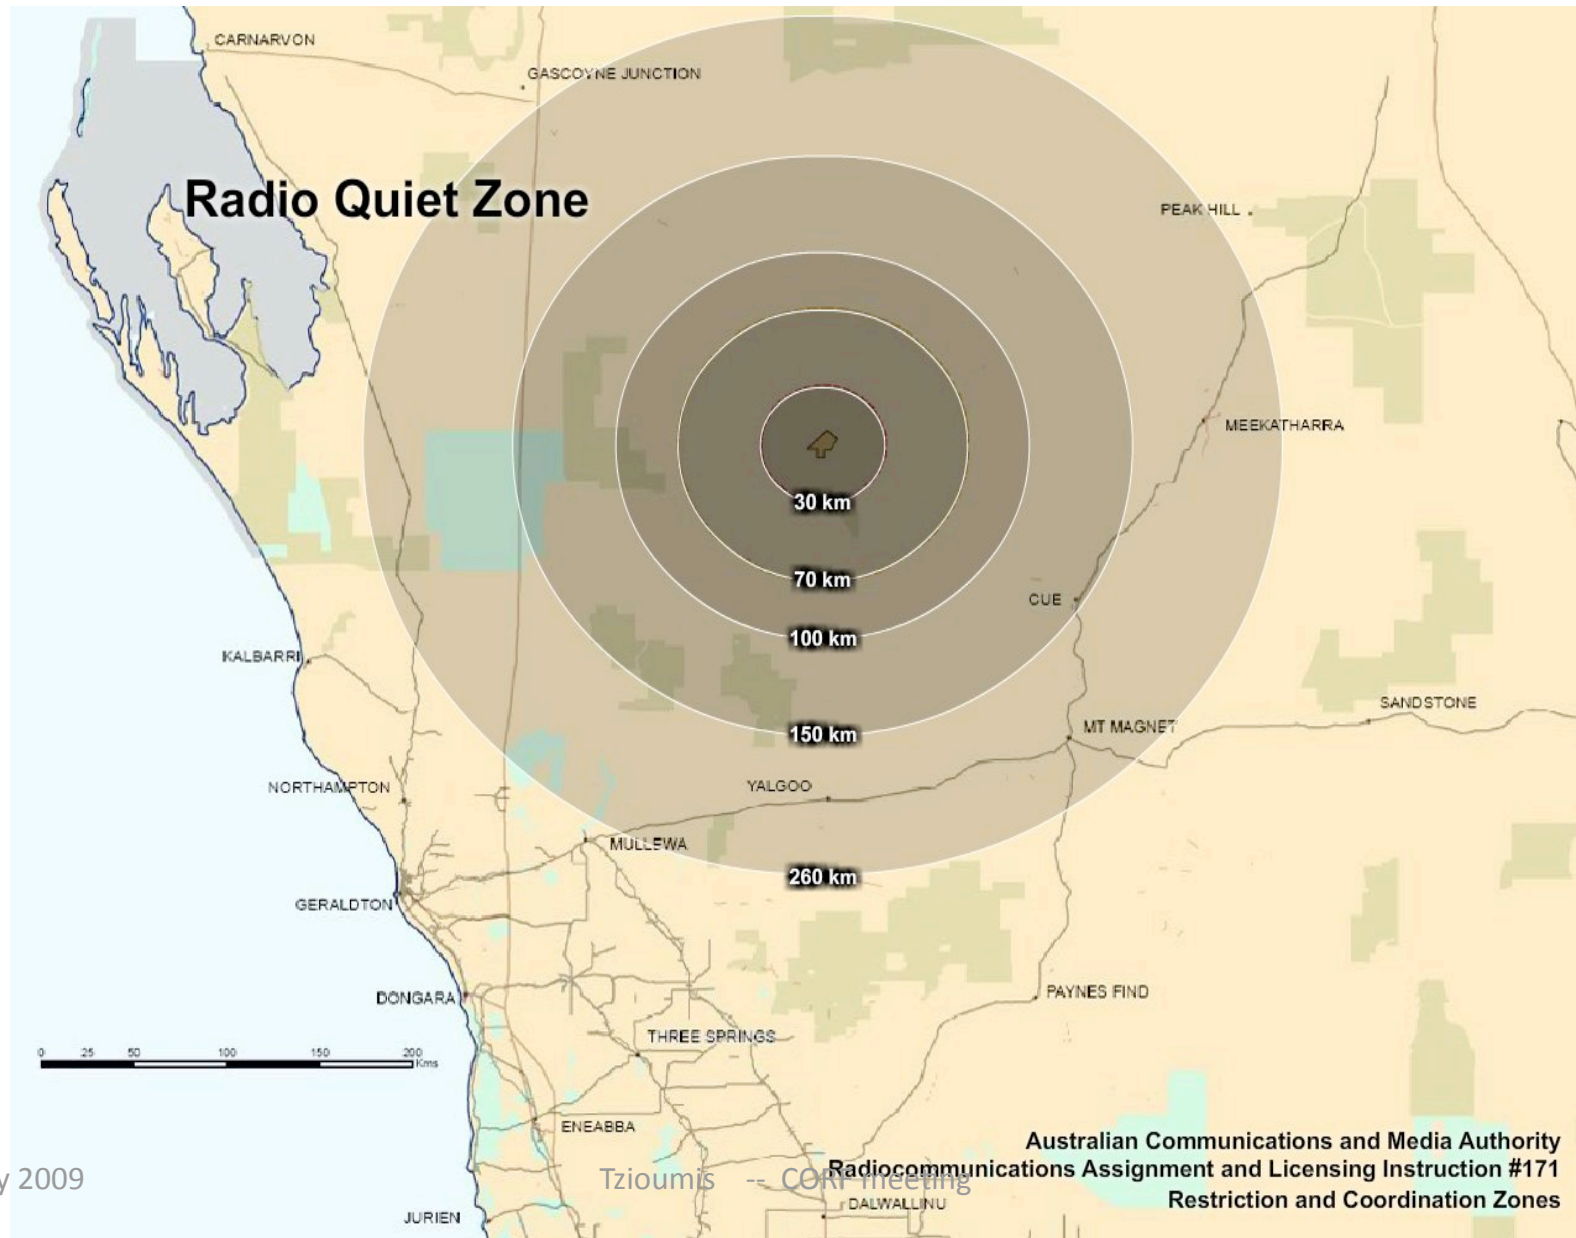 CARNARVON
GASCOYNE JUNCTION
Radio Quiet Zone
PEAK HILL
MEEKATHARRA
30 km
70 km
CUE
100 km
KALBARRI
SANDSTONE
150 km
MT MAGNET
NORTHAMPTON
YALGOO
MULLEWA
260 km
GERALDTON
DONGARA
PAYNES FIND
THREE SPRINGS
0 25 50 100 150 200
Kms
ENEABBA
Australian Communications and Media Authority
Radiocommunications Assignment and Licensing Instruction #171
y 2009 Tzioumis -- CORF meeting
Restriction and Coordination Zones
DALWALLINU
JURIEN